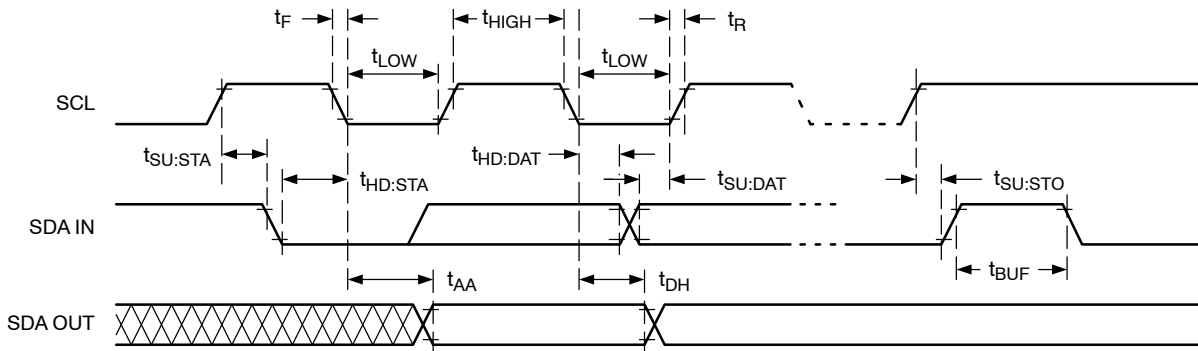 tF
tHIGH
tR
tLOW
tLOW
SCL
tSU:STA
tHD:STA
tHD:DAT
tSU:DAT
tSU:STO
SDA IN
tBUF
tAA
tDH
SDA OUT